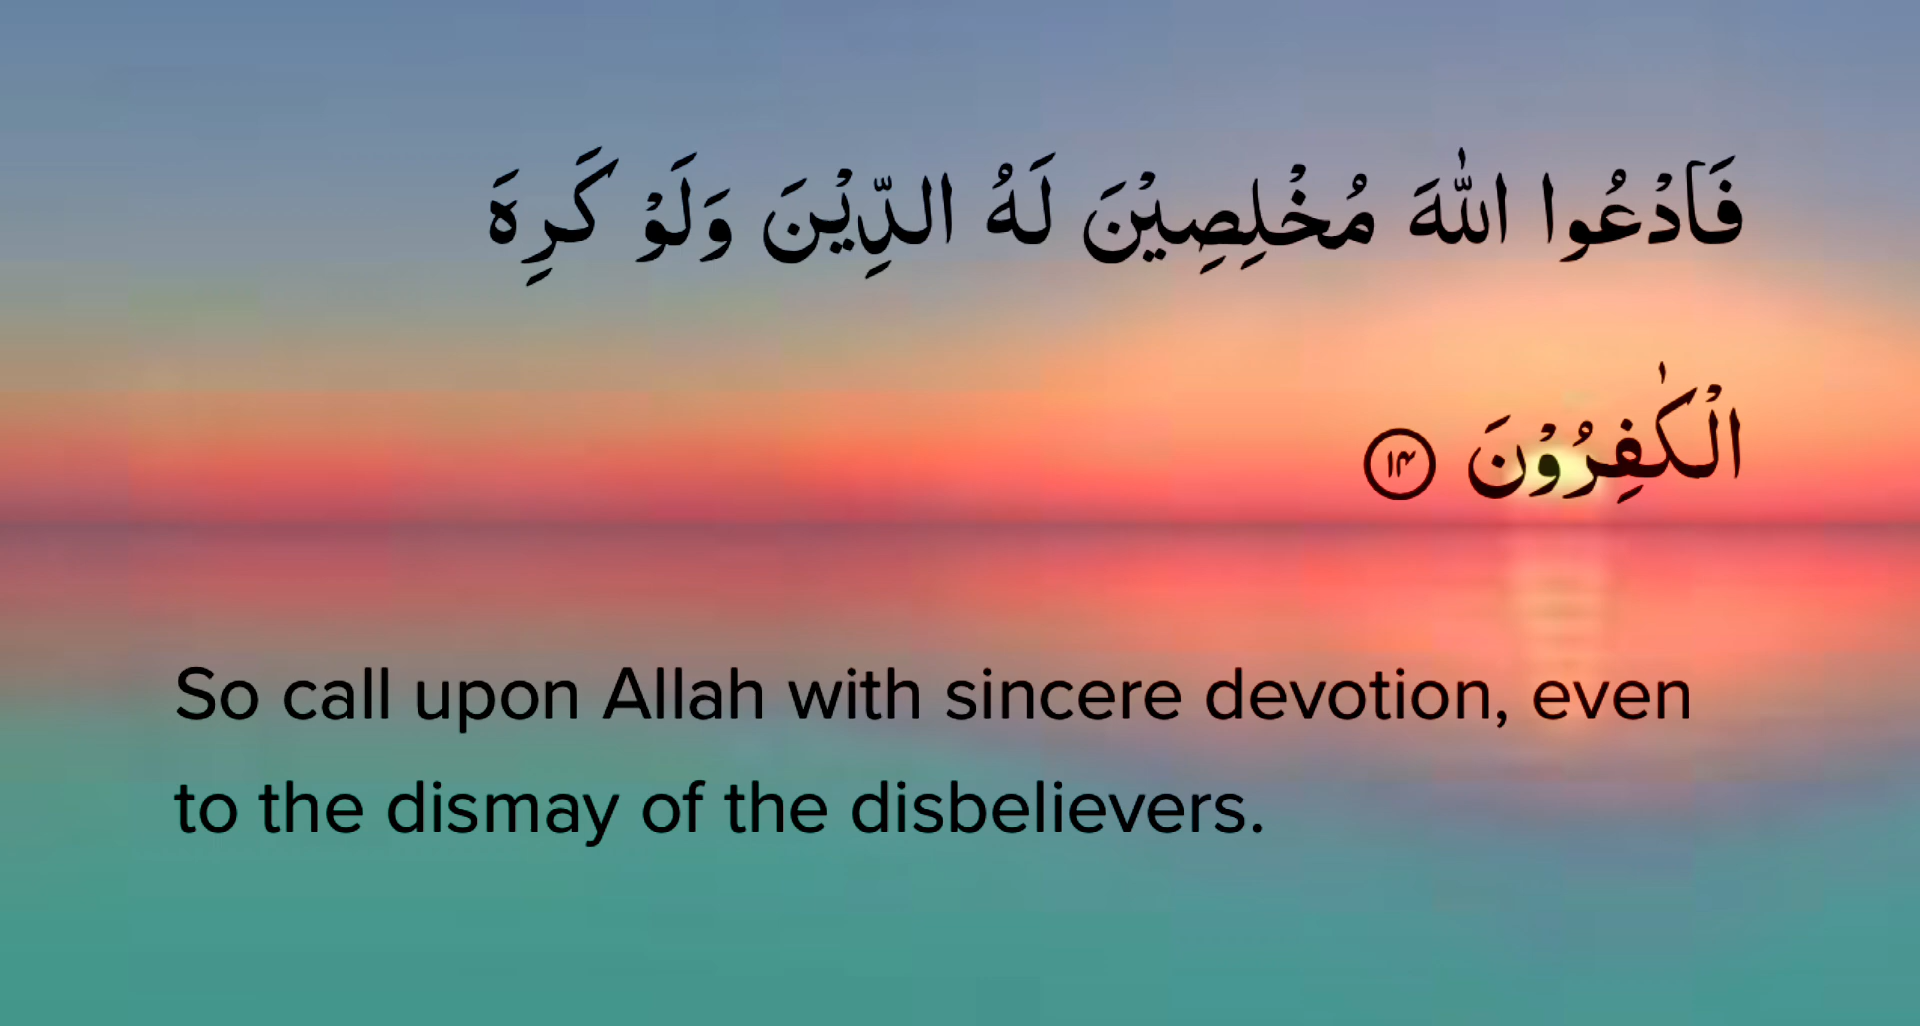 فَادْعُوا اللّٰهَ مُخْلِصِيْنَ لَهُ الدِّيْنَ وَلَوْ كَرِهَ
الْكٰفِرُوْنَ ۱۴
So call upon Allah with sincere devotion, even
to the dismay of the disbelievers.